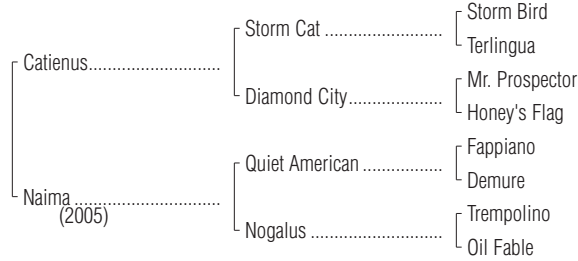 Storm Bird
Storm Cat ..........................
Terlingua
Catienus.............................
Mr. Prospector
Diamond City.....................
Honey's Flag
Fappiano
Quiet American ..................
Demure
Naima ................................
(2005)
Trempolino
Nogalus .............................
Oil Fable